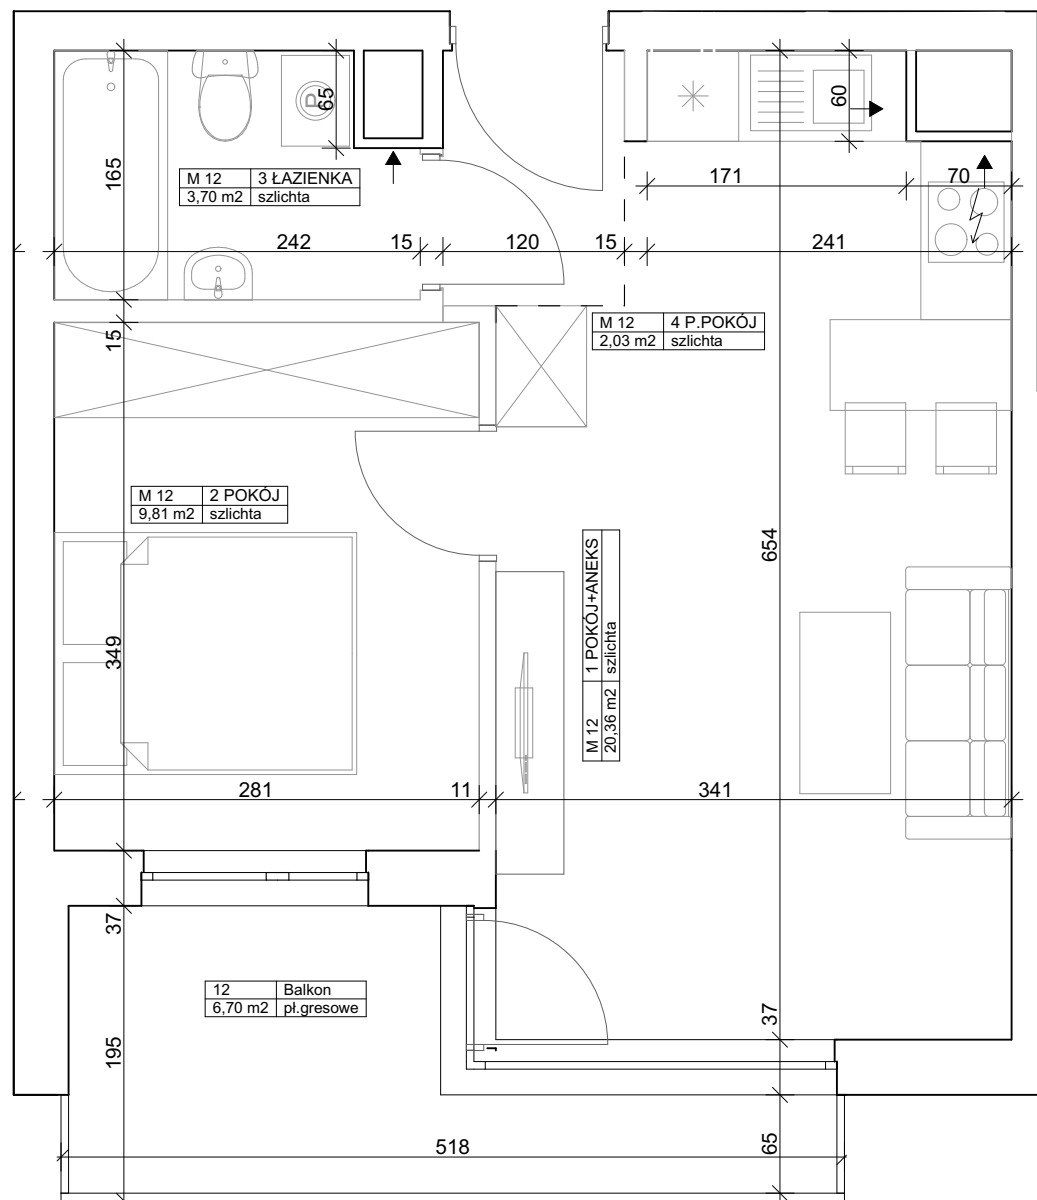 65
P
60
165
M 12 3 ŁAZIENKA
3,70 m2 szlichta
171 70
242 15 120 15 241
15
M 12 4 P.POKÓJ
2,03 m2 szlichta
M 12 2 POKÓJ
9,81 m2 szlichta
654
M 12 1 POKÓJ+ANEKS
20,36 m2 szlichta
349
281 11 341
37
12 Balkon
6,70 m2 pł.gresowe
37
195
518
65